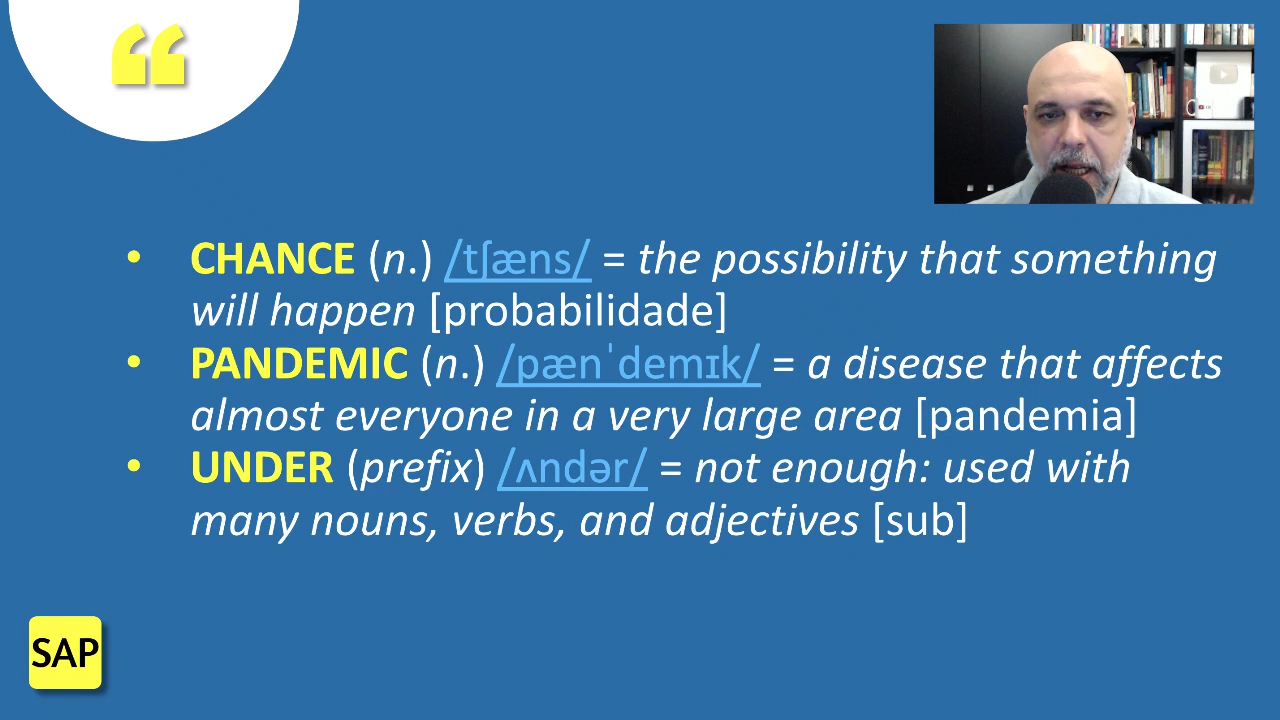 • CHANCE (n.) /tʃæns/ = the possibility that something
will happen [probabilidade]
• PANDEMIC (n.) /pænˈdemɪk/ = a disease that affects
almost everyone in a very large area [pandemia]
• UNDER (prefix) /ʌndər/ = not enough: used with
many nouns, verbs, and adjectives [sub]
SAP